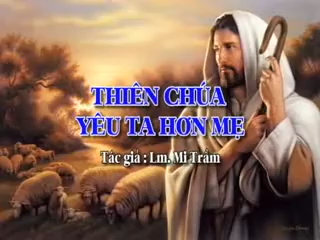 THIÊN CHÚA
YÊU TA HƠN MẸ
Tác giả : Lm. Mi Trầm